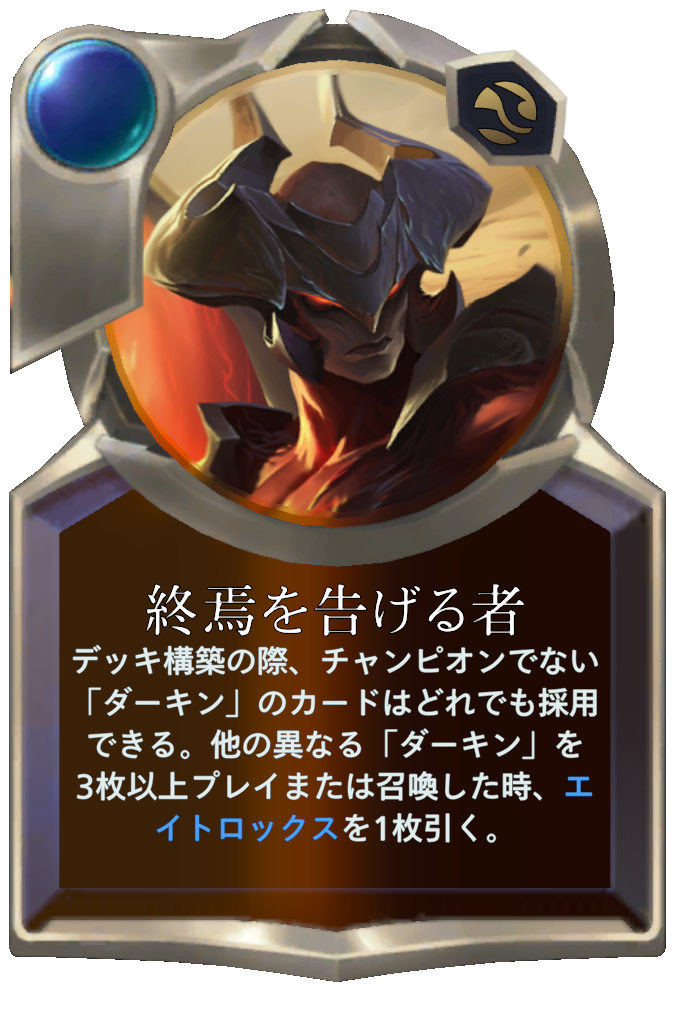 終焉を告げる者
デッキ構築の際、チャンピオンでない
「ダーキン」のカードはどれでも採用
できる。他の異なる「ダーキン」を
3枚以上プレイまたは召喚した時、エ
イトロックスを1枚引く。